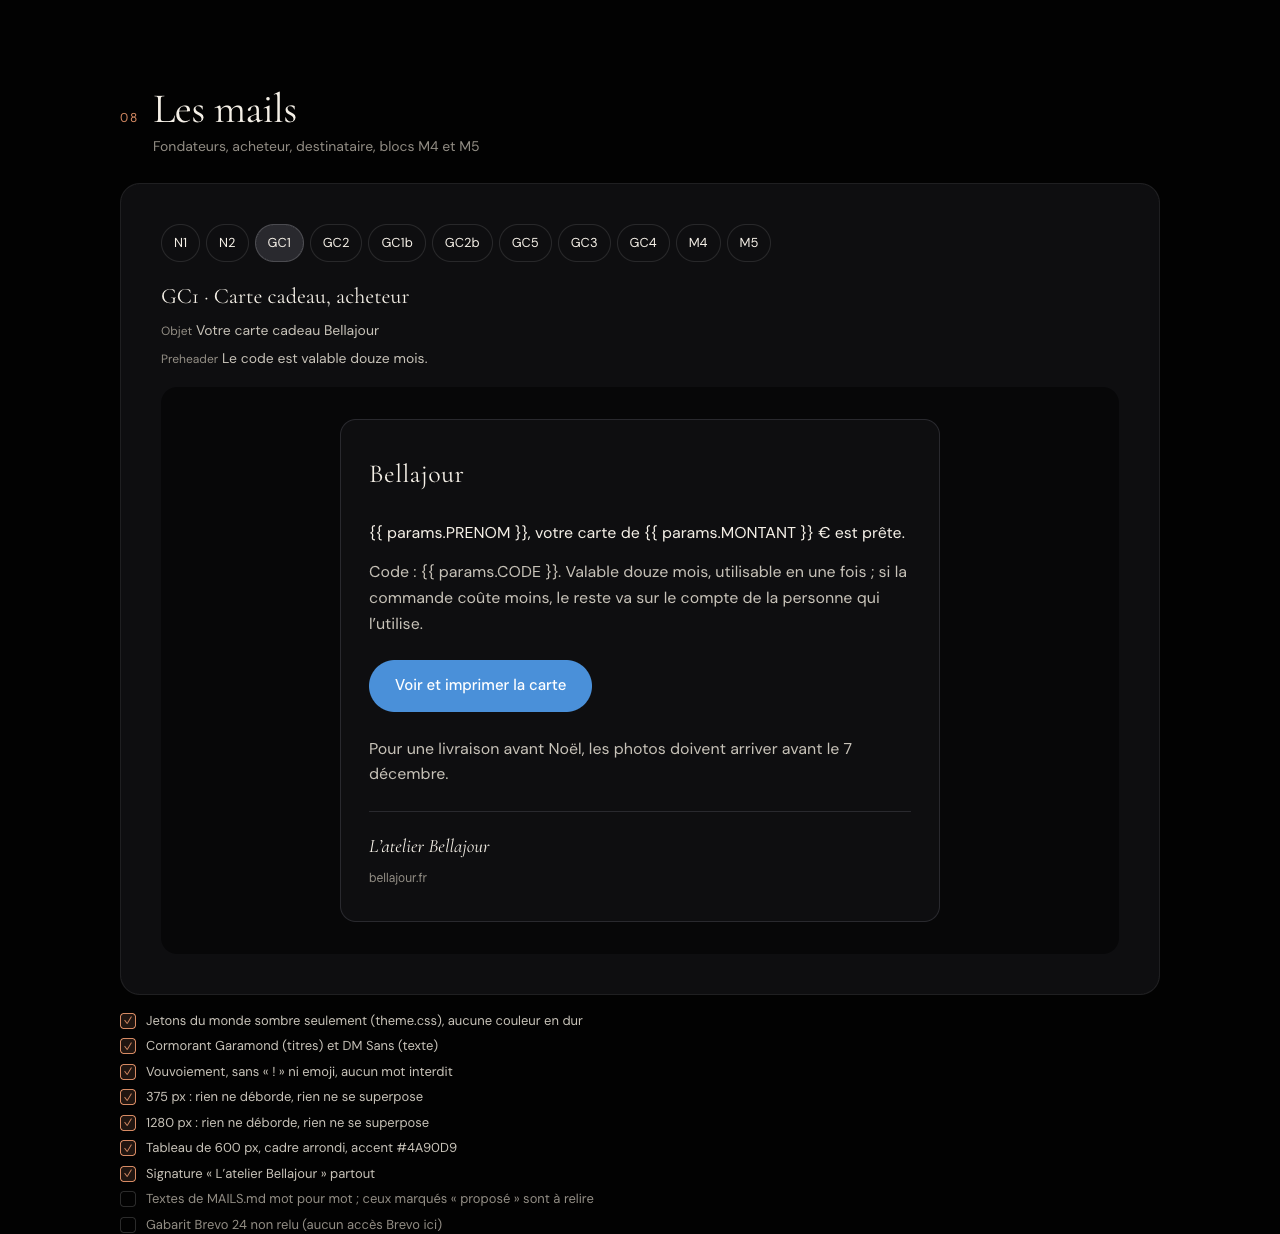 08 Les mails
Fondateurs, acheteur, destinataire, blocs M4 et M5
N1 N2 GC1 GC2 GC1b GC2b GC5 GC3 GC4 M4 M5
GC1 · Carte cadeau, acheteur
Objet Votre carte cadeau Bellajour
Preheader Le code est valable douze mois.
Bellajour
{{ params.PRENOM }}, votre carte de {{ params.MONTANT }} € est prête.
Code : {{ params.CODE }}. Valable douze mois, utilisable en une fois ; si la
commande coûte moins, le reste va sur le compte de la personne qui
l’utilise.
Voir et imprimer la carte
Pour une livraison avant Noël, les photos doivent arriver avant le 7
décembre.
L’atelier Bellajour
bellajour.fr
Jetons du monde sombre seulement (theme.css), aucune couleur en dur
Cormorant Garamond (titres) et DM Sans (texte)
Vouvoiement, sans « ! » ni emoji, aucun mot interdit
375 px : rien ne déborde, rien ne se superpose
1280 px : rien ne déborde, rien ne se superpose
Tableau de 600 px, cadre arrondi, accent #4A90D9
Signature « L’atelier Bellajour » partout
Textes de MAILS.md mot pour mot ; ceux marqués « proposé » sont à relire
Gabarit Brevo 24 non relu (aucun accès Brevo ici)